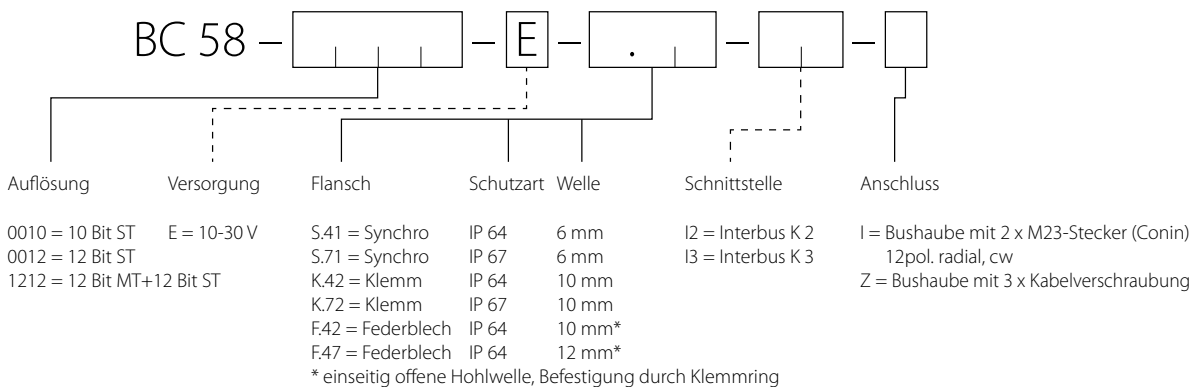 BC 58 – – E – . – –
Auflösung Versorgung Flansch Schutzart Welle Schnittstelle Anschluss
0010 = 10 Bit ST E = 10-30 V S.41 = Synchro IP 64 6 mm I2 = Interbus K 2 I = Bushaube mit 2 x M23-Stecker (Conin)
0012 = 12 Bit ST S.71 = Synchro IP 67 6 mm I3 = Interbus K 3 12pol. radial, cw
1212 = 12 Bit MT+12 Bit ST K.42 = Klemm IP 64 10 mm Z = Bushaube mit 3 x Kabelverschraubung
K.72 = Klemm IP 67 10 mm
F.42 = Federblech IP 64 10 mm*
F.47 = Federblech IP 64 12 mm*
* einseitig offene Hohlwelle, Befestigung durch Klemmring